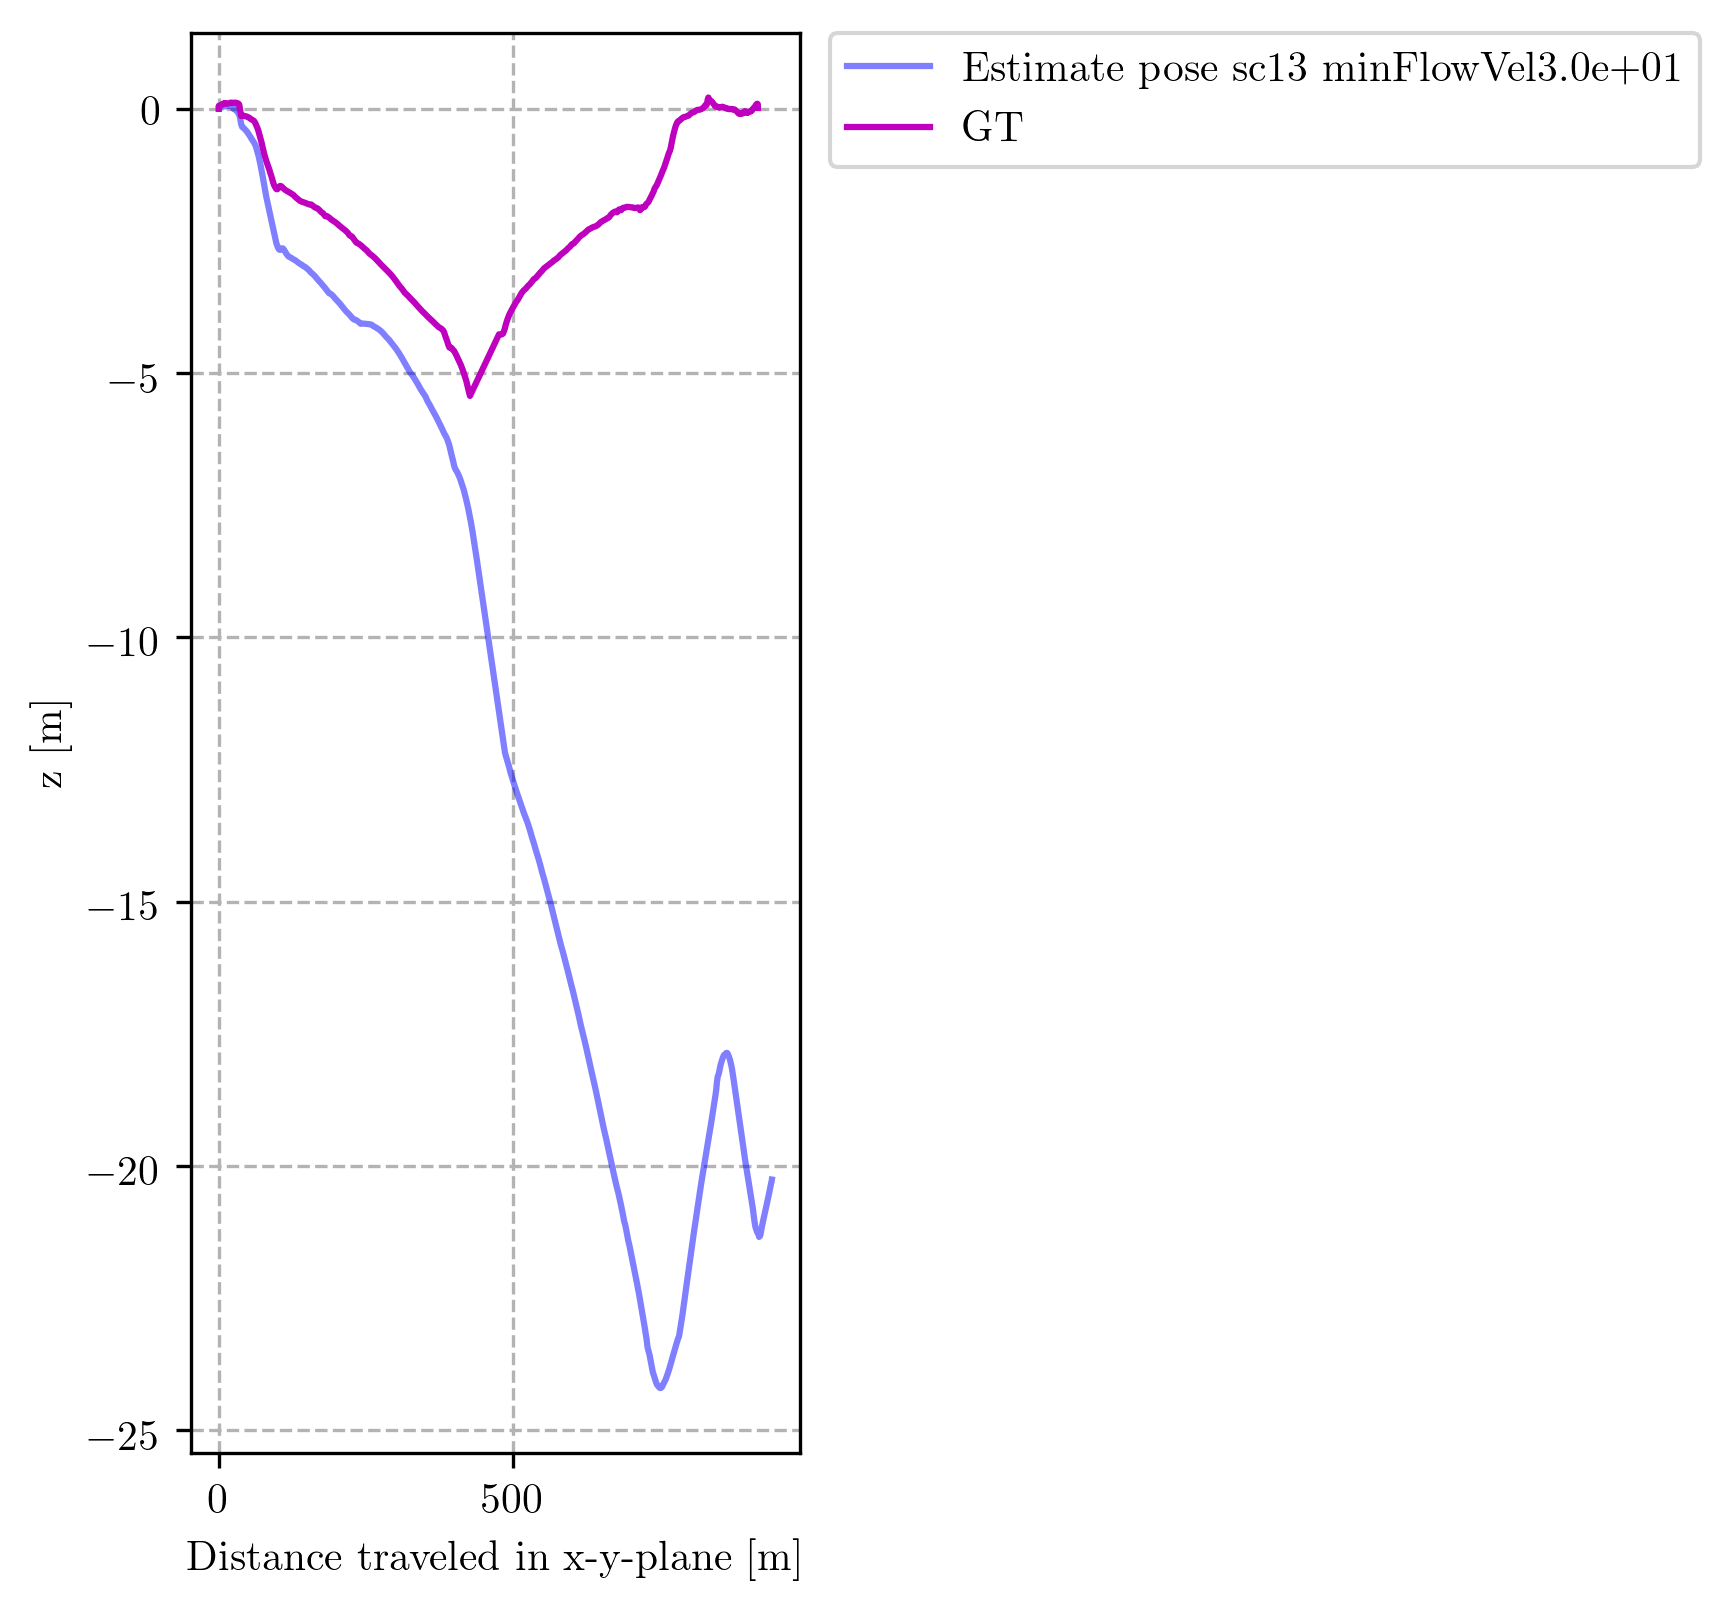 Estimate pose sc13 minFlowVel3.0e+01
GT
0
−5
−10
−15
−20
−25
z [m]
0 500
Distance traveled in x-y-plane [m]